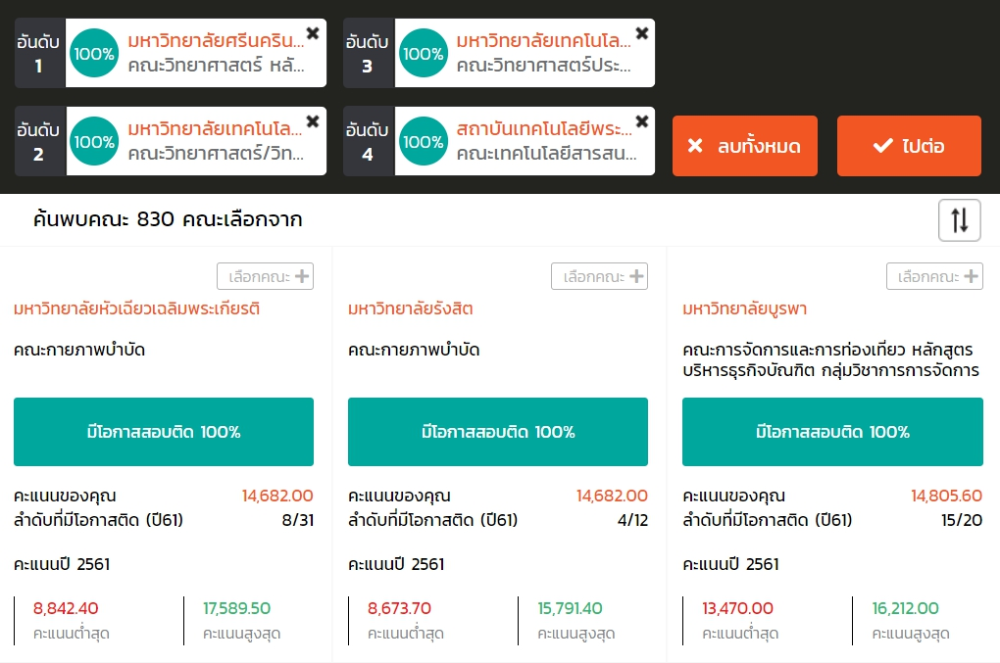 อันดับ
1
100%
มหาวิทยาลัยศรีนคริน...
คณะวิทยาศาสตร์ หลั...
อันดับ
3
100%
มหาวิทยาลัยเทคโนโล...
คณะวิทยาศาสตร์ประ...
อันดับ
2
100%
มหาวิทยาลัยเทคโนโล...
คณะวิทยาศาสตร์/วิท...
อันดับ
4
100%
สถาบันเทคโนโลยีพระ...
คณะเทคโนโลยีสารสน...
ลบทั้งหมด
ไปต่อ
ค้นพบคณะ 830 คณะเลือกจาก
เลือกคณะ
มหาวิทยาลัยหัวเฉียวเฉลิมพระเกียรติ
คณะกายภาพบำบัด
มีโอกาสสอบติด 100%
คะแนนของคุณ 14,682.00
ลำดับที่มีโอกาสติด (ปี61) 8/31
คะแนนปี 2561
8,842.40 17,589.50
คะแนนต่ำสุด คะแนนสูงสุด
เลือกคณะ
มหาวิทยาลัยรังสิต
คณะกายภาพบำบัด
มีโอกาสสอบติด 100%
คะแนนของคุณ 14,682.00
ลำดับที่มีโอกาสติด (ปี61) 4/12
คะแนนปี 2561
8,673.70 15,791.40
คะแนนต่ำสุด คะแนนสูงสุด
เลือกคณะ
มหาวิทยาลัยบูรพา
คณะการจัดการและการท่องเที่ยว หลักสูตร
บริหารธุรกิจบัณฑิต กลุ่มวิชาการการจัดการ
มีโอกาสสอบติด 100%
คะแนนของคุณ 14,805.60
ลำดับที่มีโอกาสติด (ปี61) 15/20
คะแนนปี 2561
13,470.00 16,212.00
คะแนนต่ำสุด คะแนนสูงสุด